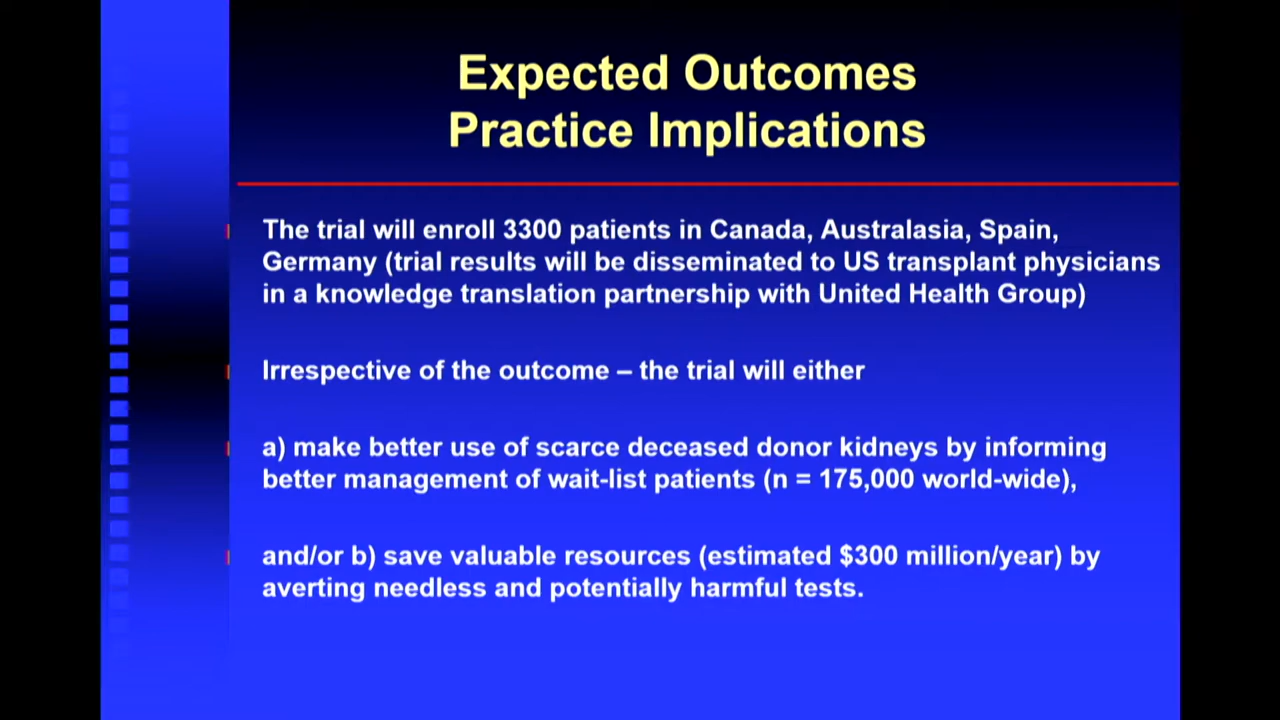 Expected Outcomes
Practice Implications
The trial will enroll 3300 patients in Canada, Australasia, Spain,
Germany (trial results will be disseminated to US transplant physicians
in a knowledge translation partnership with United Health Group)
Irrespective of the outcome – the trial will either
a) make better use of scarce deceased donor kidneys by informing
better management of wait-list patients (n = 175,000 world-wide),
and/or b) save valuable resources (estimated $300 million/year) by
averting needless and potentially harmful tests.